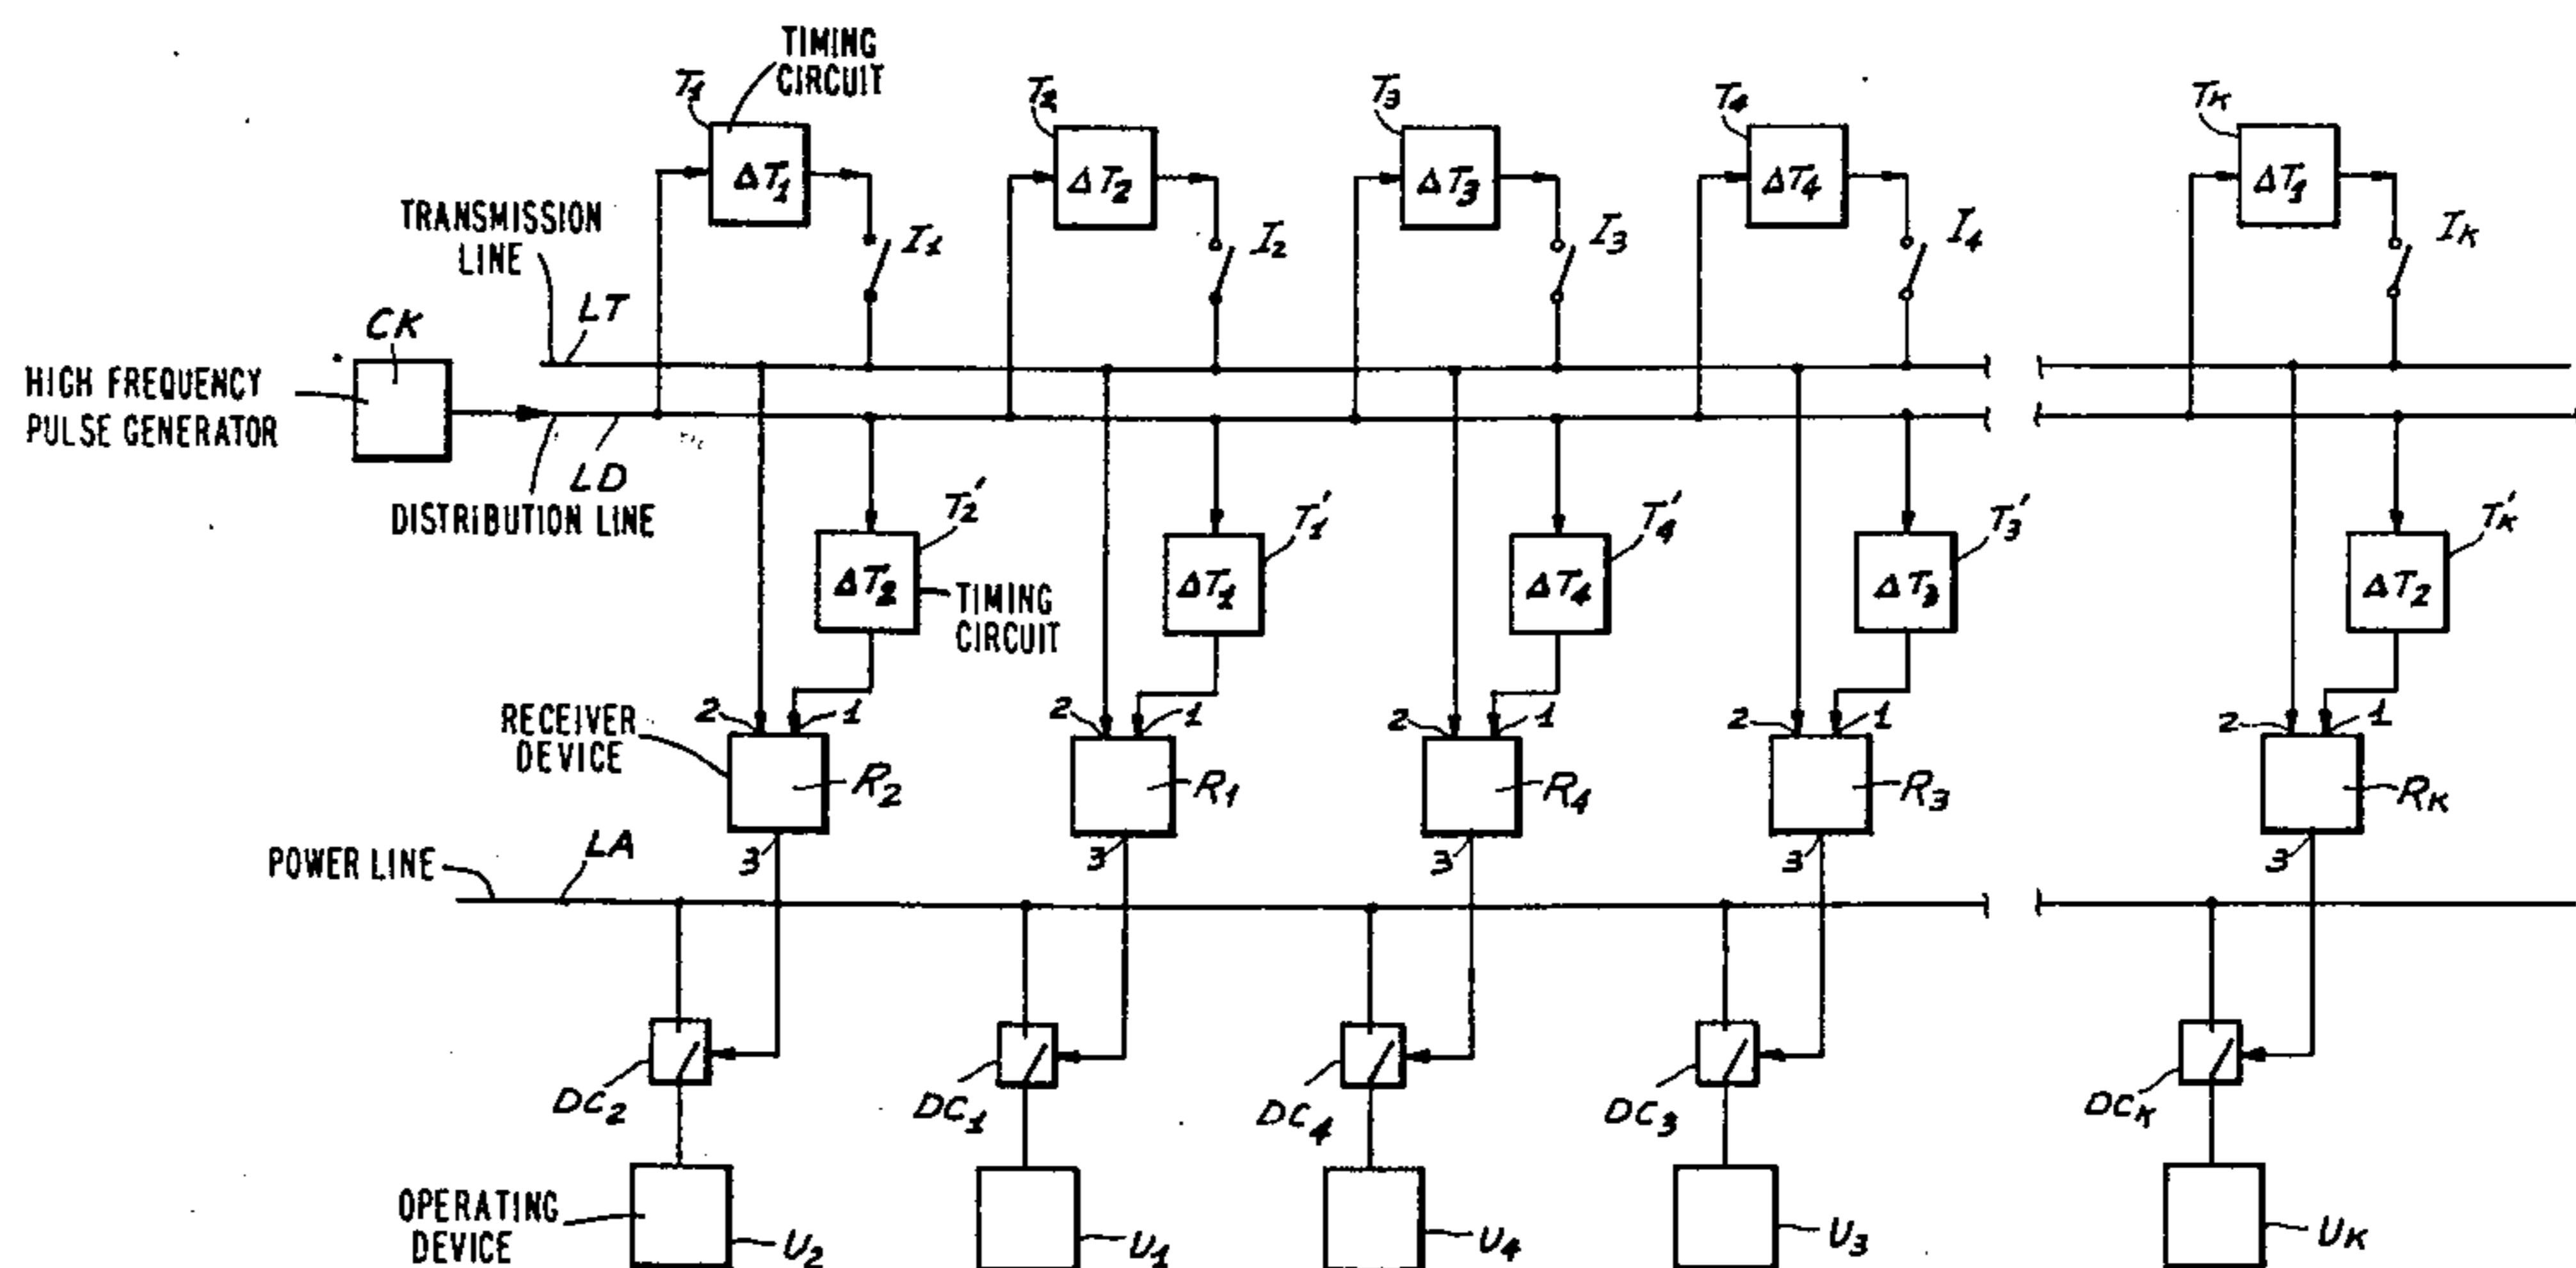 TIMING
CIRCUIT
T1 T2 T3 T4 TK
ΔT1 ΔT2 ΔT3 ΔT4 ΔT1
TRANSMISSION
LINE
I1 I2 I3 I4 IK
LT
CK
HIGH FREQUENCY
PULSE GENERATOR
LD
DISTRIBUTION LINE
T2' T1' T4' T3' TK'
ΔT2 ΔT1 ΔT4 ΔT3 ΔT2
TIMING
CIRCUIT
2 1 2 1 2 1 2 1 2 1
RECEIVER
DEVICE
R2 R1 R4 R3 RK
3 3 3 3 3
POWER LINE
LA
DC2 DC1 DC4 DC3 DCK
OPERATING
DEVICE
U2 U1 U4 U3 UK